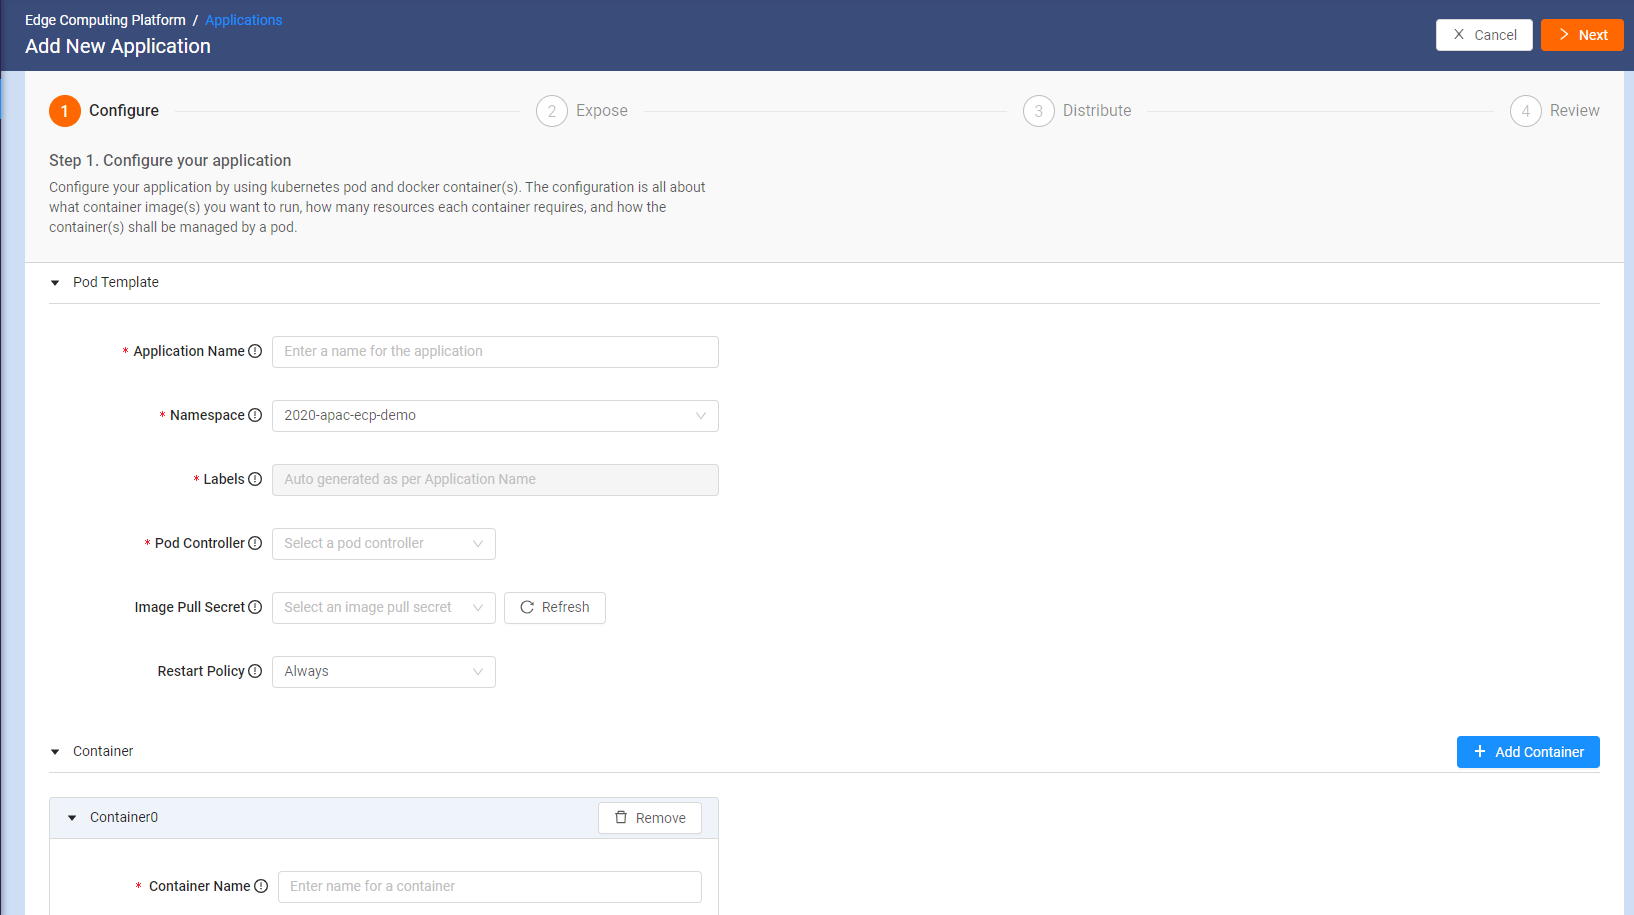 Edge Computing Platform / Applications
Add New Application
Cancel
Next
1 Configure
2 Expose
3 Distribute
4 Review
Step 1. Configure your application
Configure your application by using kubernetes pod and docker container(s). The configuration is all about
what container image(s) you want to run, how many resources each container requires, and how the
container(s) shall be managed by a pod.
Pod Template
* Application Name Enter a name for the application
* Namespace 2020-apac-ecp-demo
* Labels Auto generated as per Application Name
* Pod Controller Select a pod controller
Image Pull Secret Select an image pull secret Refresh
Restart Policy Always
Container
+ Add Container
Container0 Remove
* Container Name Enter name for a container